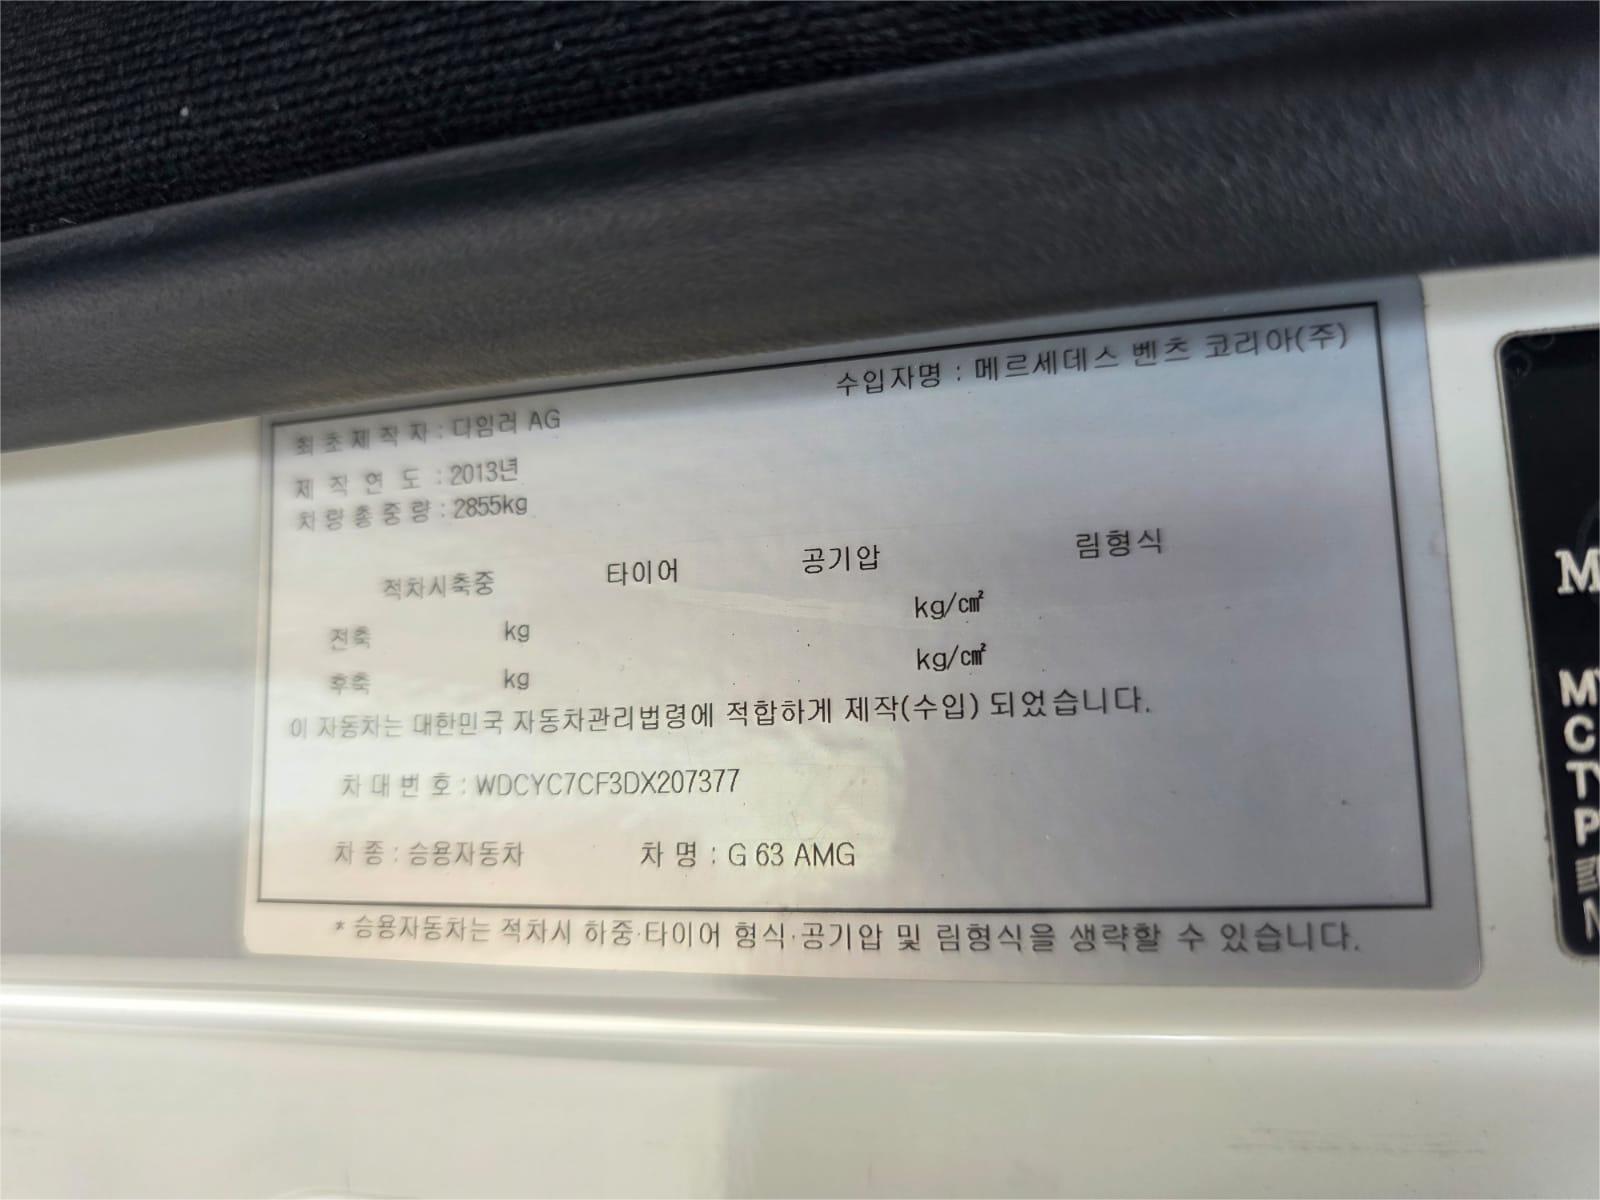 수입자명 : 메르세데스 벤츠 코리아(주)
최초제작자 : 디임러 AG
제작연도 : 2013년
차량총중량 : 2855kg
적차시축중 타이어 공기압 림형식
전축 kg kg/㎠
후축 kg kg/㎠
이 자동차는 대한민국 자동차관리법령에 적합하게 제작(수입) 되었습니다.
차대번호 : WDCYC7CF3DX207377
차종 : 승용자동차 차명 : G 63 AMG
* 승용자동차는 적차시 하중·타이어 형식·공기압 및 림형식을 생략할 수 있습니다.